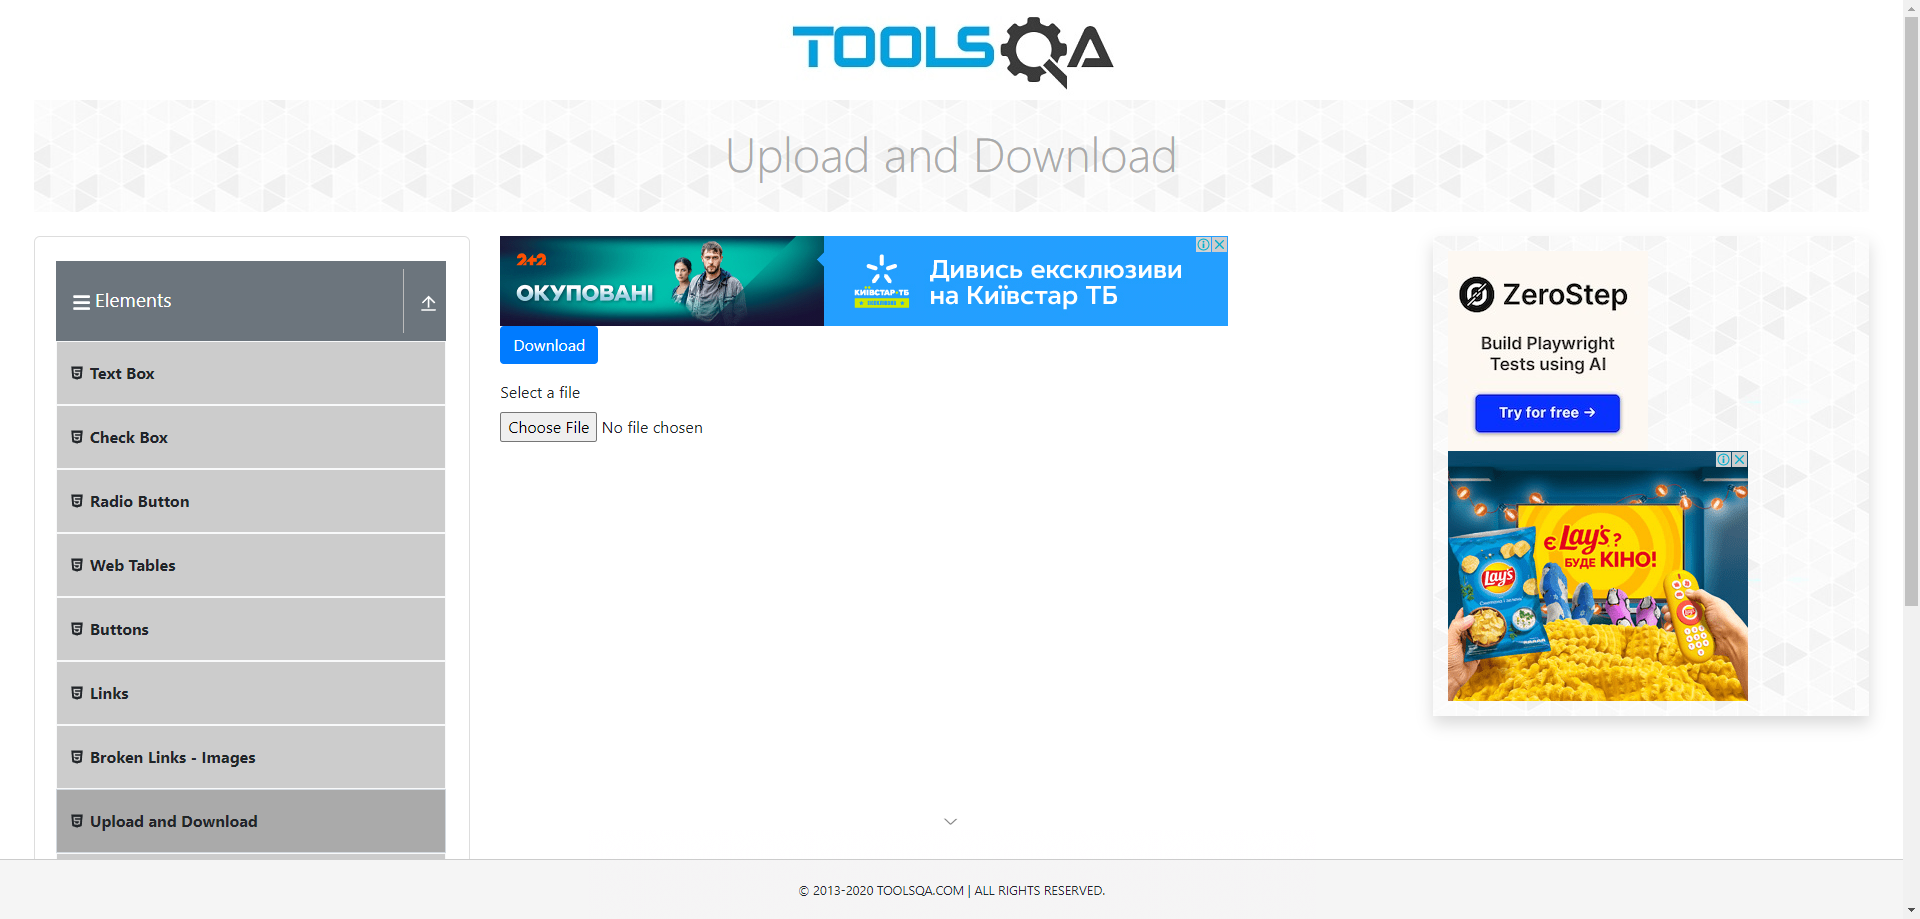 TOOLSQA
Upload and Download
Elements
Text Box
Check Box
Radio Button
Web Tables
Buttons
Links
Broken Links - Images
Upload and Download
2+2
ОКУПОВАНІ
КИЇВСТАР·ТБ
Дивись ексклюзиви
на Київстар ТБ
Download
Select a file
Choose File No file chosen
ZeroStep
Build Playwright
Tests using AI
Try for free →
є Lay's?
БУДЕ КІНО!
Lay's
Lay's
© 2013-2020 TOOLSQA.COM | ALL RIGHTS RESERVED.